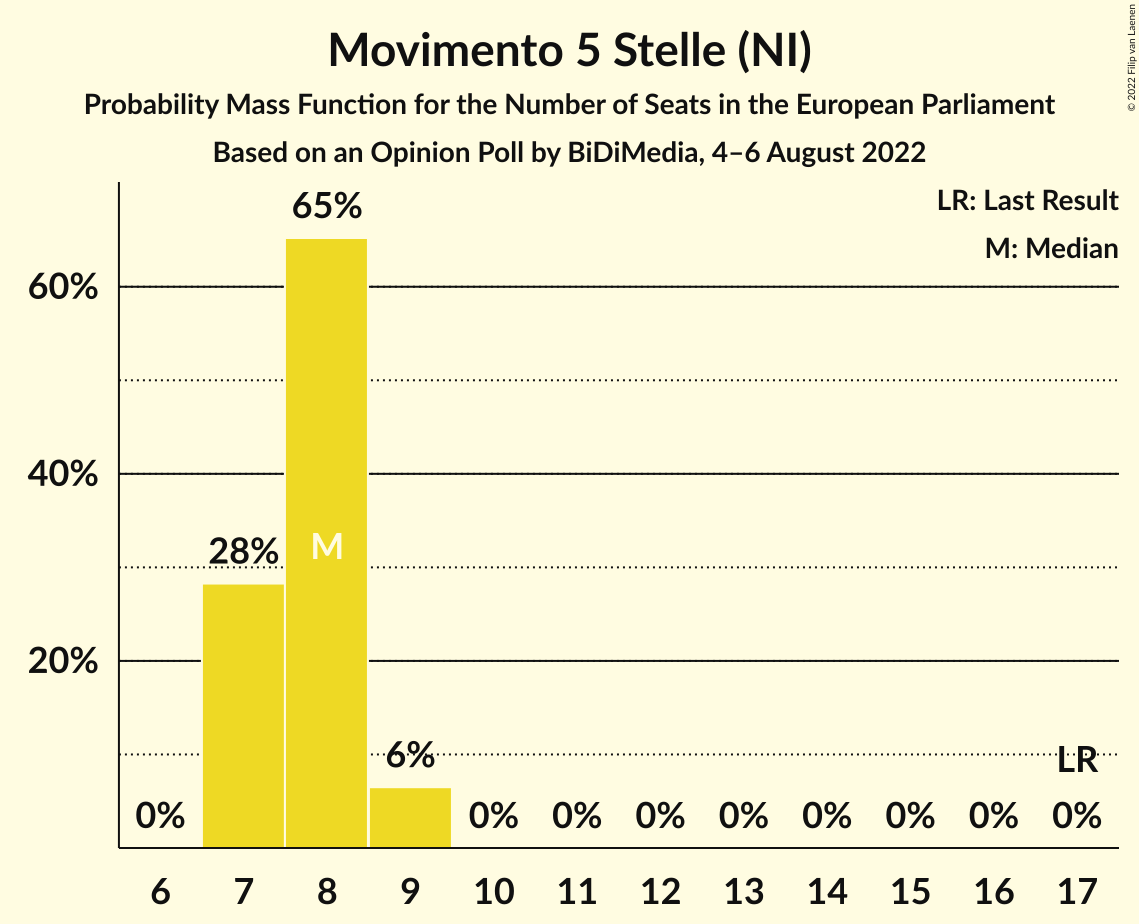 Movimento 5 Stelle (NI)
Probability Mass Function for the Number of Seats in the European Parliament
Based on an Opinion Poll by BiDiMedia, 4–6 August 2022
© 2022 Filip van Laenen
LR: Last Result
M: Median
65%
60%
40%
28%
M
20%
6%
LR
0% 0% 0% 0% 0% 0% 0% 0% 0%
6 7 8 9 10 11 12 13 14 15 16 17